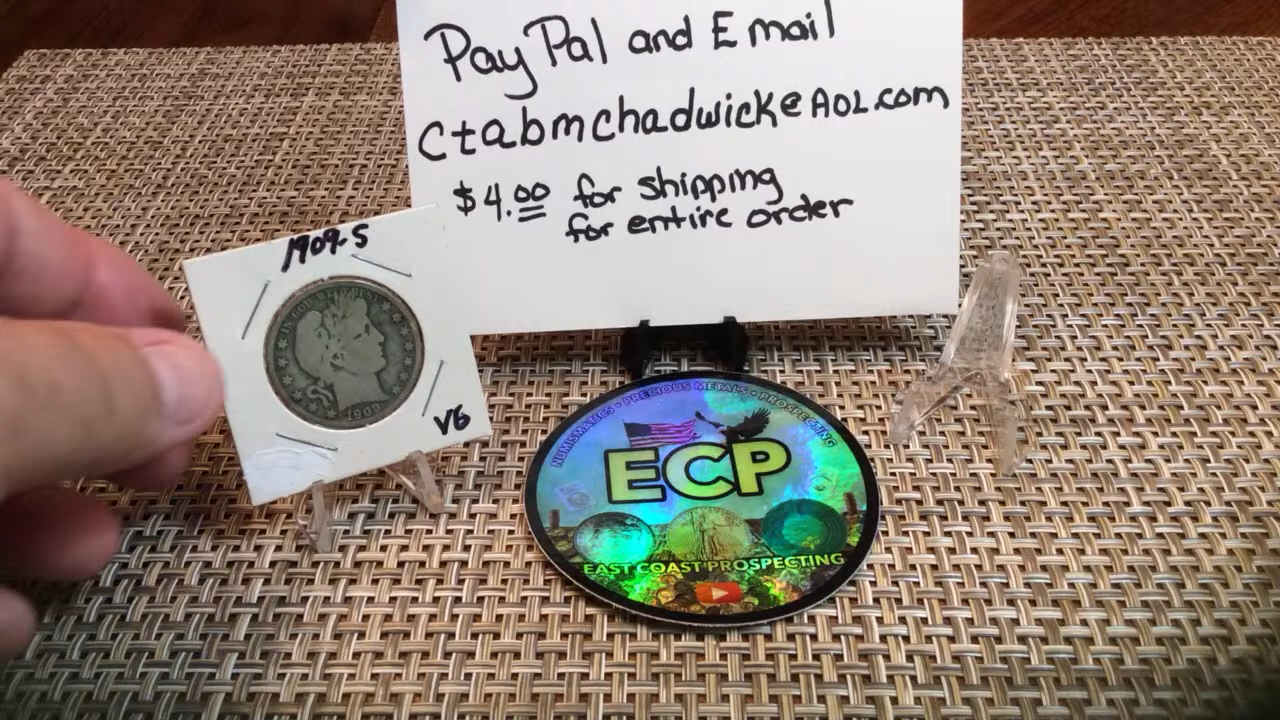 PayPal and Email
ctabmchadwick@AOL.com
$4.00 for shipping
for entire order
1909-S
IN GOD WE TRUST
1909
VG
NUMISMATICS • PRECIOUS METALS • PROSPECTING
ECP
EAST COAST PROSPECTING